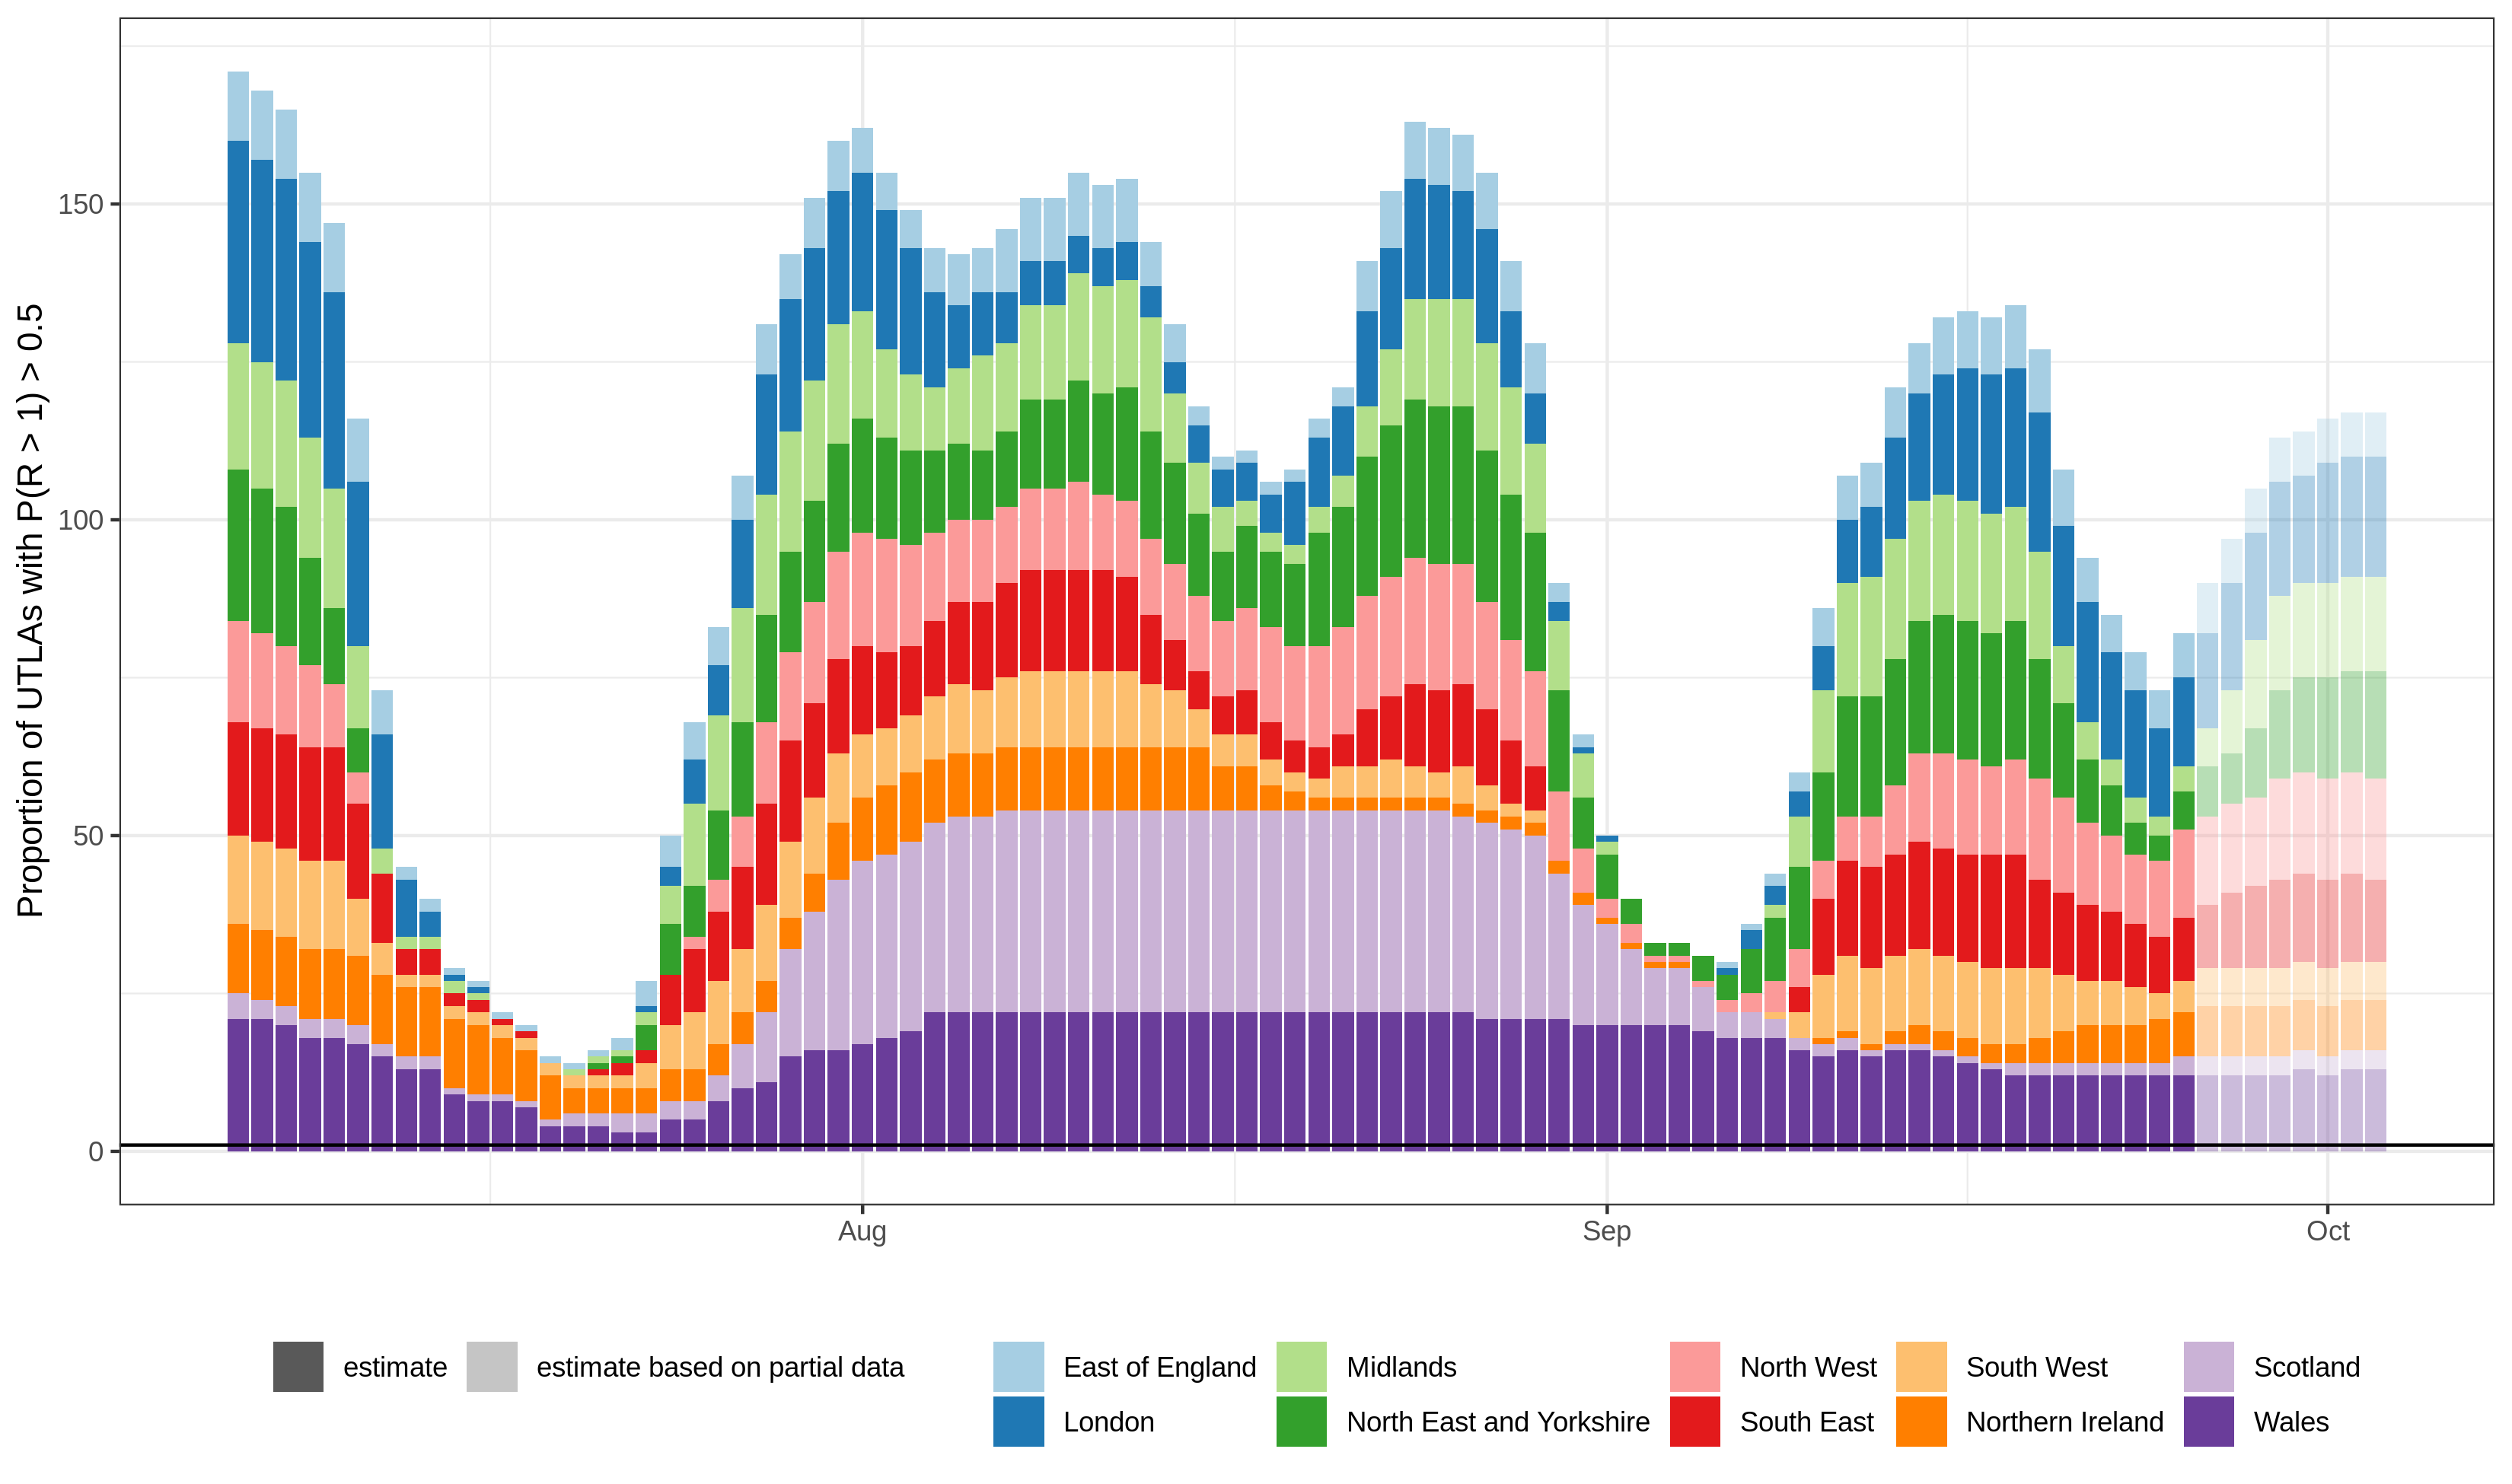 Proportion of UTLAs with P(R > 1) > 0.5
150
100
50
0
Aug Sep Oct
estimate estimate based on partial data East of England Midlands North West South West Scotland
London North East and Yorkshire South East Northern Ireland Wales